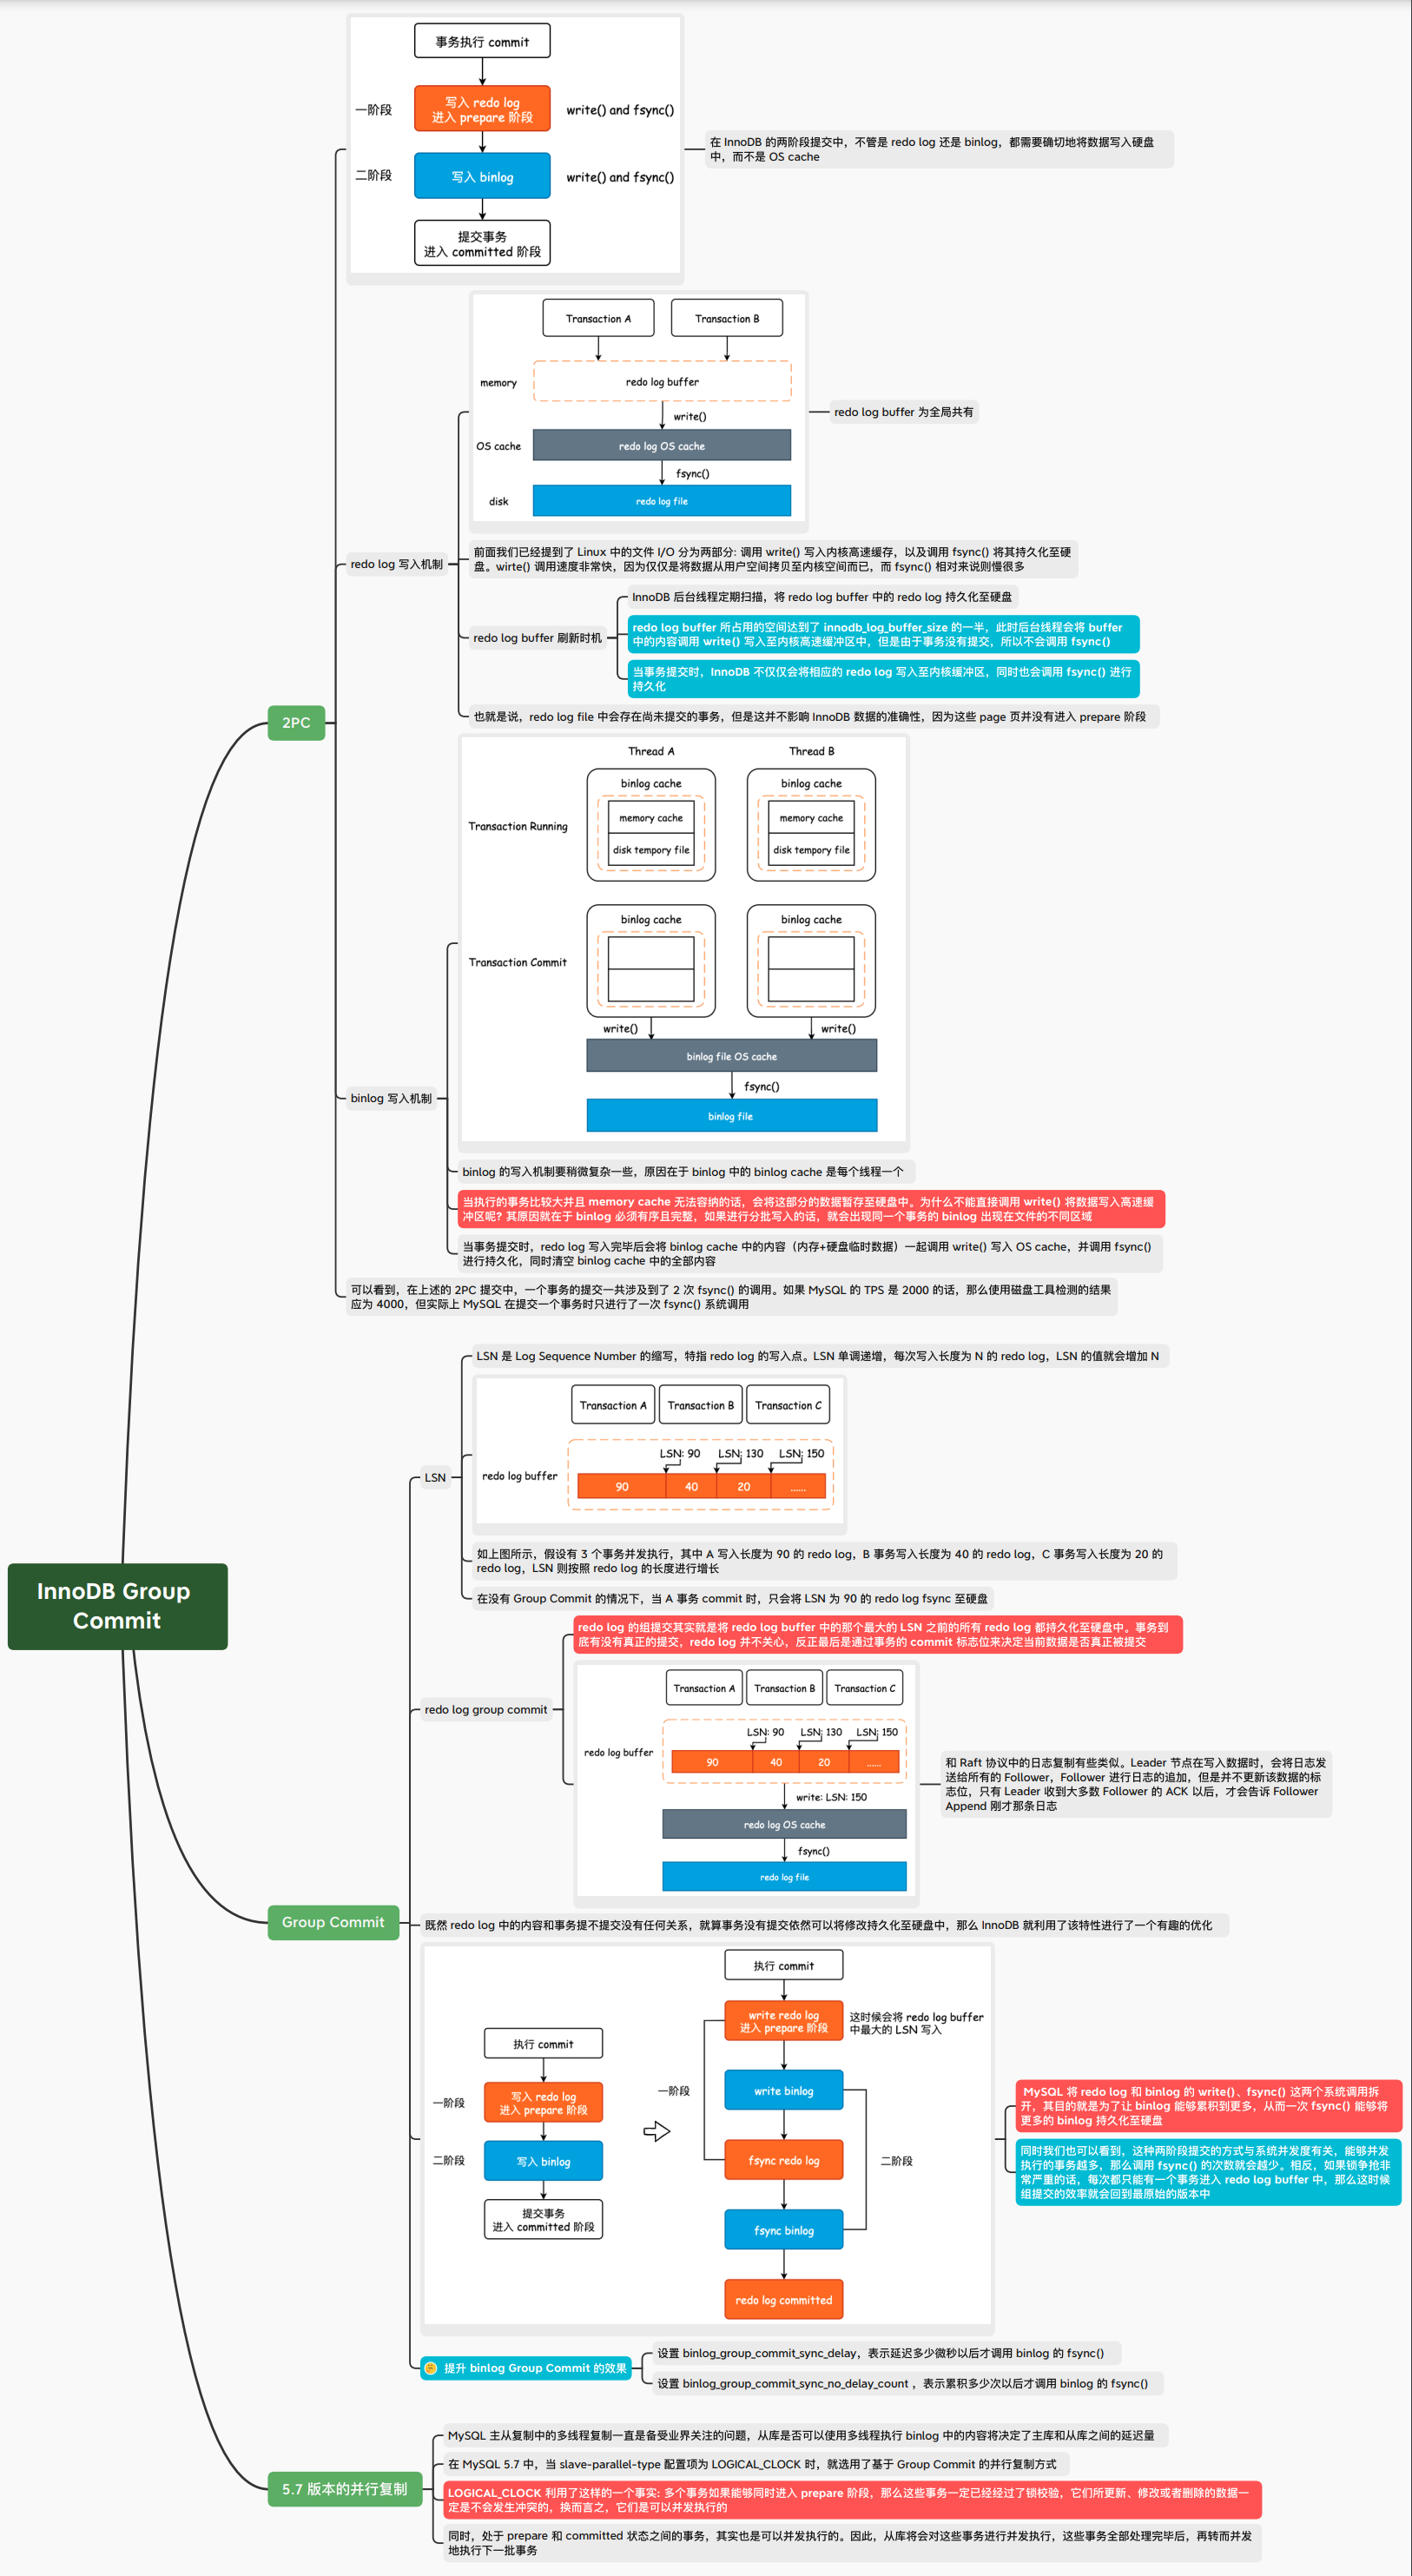 事务执行 commit
一阶段
写入 redo log
进入 prepare 阶段
write() and fsync()
二阶段
写入 binlog
write() and fsync()
提交事务
进入 committed 阶段
在 InnoDB 的两阶段提交中，不管是 redo log 还是 binlog，都需要确切地将数据写入硬盘
中，而不是 OS cache
2PC
redo log 写入机制
Transaction A
Transaction B
memory
redo log buffer
write()
OS cache
redo log OS cache
fsync()
disk
redo log file
redo log buffer 为全局共有
前面我们已经提到了 Linux 中的文件 I/O 分为两部分: 调用 write() 写入内核高速缓存，以及调用 fsync() 将其持久化至硬
盘。wirte() 调用速度非常快，因为仅仅是将数据从用户空间拷贝至内核空间而已，而 fsync() 相对来说则慢很多
redo log buffer 刷新时机
InnoDB 后台线程定期扫描，将 redo log buffer 中的 redo log 持久化至硬盘
redo log buffer 所占用的空间达到了 innodb_log_buffer_size 的一半，此时后台线程会将 buffer
中的内容调用 write() 写入至内核高速缓冲区中，但是由于事务没有提交，所以不会调用 fsync()
当事务提交时，InnoDB 不仅仅会将相应的 redo log 写入至内核缓冲区，同时也会调用 fsync() 进行
持久化
也就是说，redo log file 中会存在尚未提交的事务，但是这并不影响 InnoDB 数据的准确性，因为这些 page 页并没有进入 prepare 阶段
binlog 写入机制
Thread A
Thread B
Transaction Running
binlog cache
memory cache
disk tempory file
binlog cache
memory cache
disk tempory file
Transaction Commit
binlog cache
binlog cache
write()
write()
binlog file OS cache
fsync()
binlog file
binlog 的写入机制要稍微复杂一些，原因在于 binlog 中的 binlog cache 是每个线程一个
当执行的事务比较大并且 memory cache 无法容纳的话，会将这部分的数据暂存至硬盘中。为什么不能直接调用 write() 将数据写入高速缓
冲区呢? 其原因就在于 binlog 必须有序且完整，如果进行分批写入的话，就会出现同一个事务的 binlog 出现在文件的不同区域
当事务提交时，redo log 写入完毕后会将 binlog cache 中的内容（内存+硬盘临时数据）一起调用 write() 写入 OS cache，并调用 fsync()
进行持久化，同时清空 binlog cache 中的全部内容
可以看到，在上述的 2PC 提交中，一个事务的提交一共涉及到了 2 次 fsync() 的调用。如果 MySQL 的 TPS 是 2000 的话，那么使用磁盘工具检测的结果
应为 4000，但实际上 MySQL 在提交一个事务时只进行了一次 fsync() 系统调用
InnoDB Group
Commit
Group Commit
LSN
LSN 是 Log Sequence Number 的缩写，特指 redo log 的写入点。LSN 单调递增，每次写入长度为 N 的 redo log，LSN 的值就会增加 N
Transaction A
Transaction B
Transaction C
LSN: 90
LSN: 130
LSN: 150
redo log buffer
90
40
20
......
如上图所示，假设有 3 个事务并发执行，其中 A 写入长度为 90 的 redo log，B 事务写入长度为 40 的 redo log，C 事务写入长度为 20 的
redo log，LSN 则按照 redo log 的长度进行增长
在没有 Group Commit 的情况下，当 A 事务 commit 时，只会将 LSN 为 90 的 redo log fsync 至硬盘
redo log group commit
redo log 的组提交其实就是将 redo log buffer 中的那个最大的 LSN 之前的所有 redo log 都持久化至硬盘中。事务到
底有没有真正的提交，redo log 并不关心，反正最后是通过事务的 commit 标志位来决定当前数据是否真正被提交
Transaction A
Transaction B
Transaction C
LSN: 90
LSN: 130
LSN: 150
redo log buffer
90
40
20
......
write: LSN: 150
redo log OS cache
fsync()
redo log file
和 Raft 协议中的日志复制有些类似。Leader 节点在写入数据时，会将日志发
送给所有的 Follower，Follower 进行日志的追加，但是并不更新该数据的标
志位，只有 Leader 收到大多数 Follower 的 ACK 以后，才会告诉 Follower
Append 刚才那条日志
既然 redo log 中的内容和事务提不提交没有任何关系，就算事务没有提交依然可以将修改持久化至硬盘中，那么 InnoDB 就利用了该特性进行了一个有趣的优化
执行 commit
一阶段
写入 redo log
进入 prepare 阶段
二阶段
写入 binlog
提交事务
进入 committed 阶段
执行 commit
write redo log
进入 prepare 阶段
这时候会将 redo log buffer
中最大的 LSN 写入
一阶段
write binlog
fsync redo log
二阶段
fsync binlog
redo log committed
MySQL 将 redo log 和 binlog 的 write()、fsync() 这两个系统调用拆
开，其目的就是为了让 binlog 能够累积到更多，从而一次 fsync() 能够将
更多的 binlog 持久化至硬盘
同时我们也可以看到，这种两阶段提交的方式与系统并发度有关，能够并发
执行的事务越多，那么调用 fsync() 的次数就会越少。相反，如果锁争抢非
常严重的话，每次都只能有一个事务进入 redo log buffer 中，那么这时候
组提交的效率就会回到最原始的版本中
提升 binlog Group Commit 的效果
设置 binlog_group_commit_sync_delay，表示延迟多少微秒以后才调用 binlog 的 fsync()
设置 binlog_group_commit_sync_no_delay_count ，表示累积多少次以后才调用 binlog 的 fsync()
5.7 版本的并行复制
MySQL 主从复制中的多线程复制一直是备受业界关注的问题，从库是否可以使用多线程执行 binlog 中的内容将决定了主库和从库之间的延迟量
在 MySQL 5.7 中，当 slave-parallel-type 配置项为 LOGICAL_CLOCK 时，就选用了基于 Group Commit 的并行复制方式
LOGICAL_CLOCK 利用了这样的一个事实: 多个事务如果能够同时进入 prepare 阶段，那么这些事务一定已经经过了锁校验，它们所更新、修改或者删除的数据一
定是不会发生冲突的，换而言之，它们是可以并发执行的
同时，处于 prepare 和 committed 状态之间的事务，其实也是可以并发执行的。因此，从库将会对这些事务进行并发执行，这些事务全部处理完毕后，再转而并发
地执行下一批事务